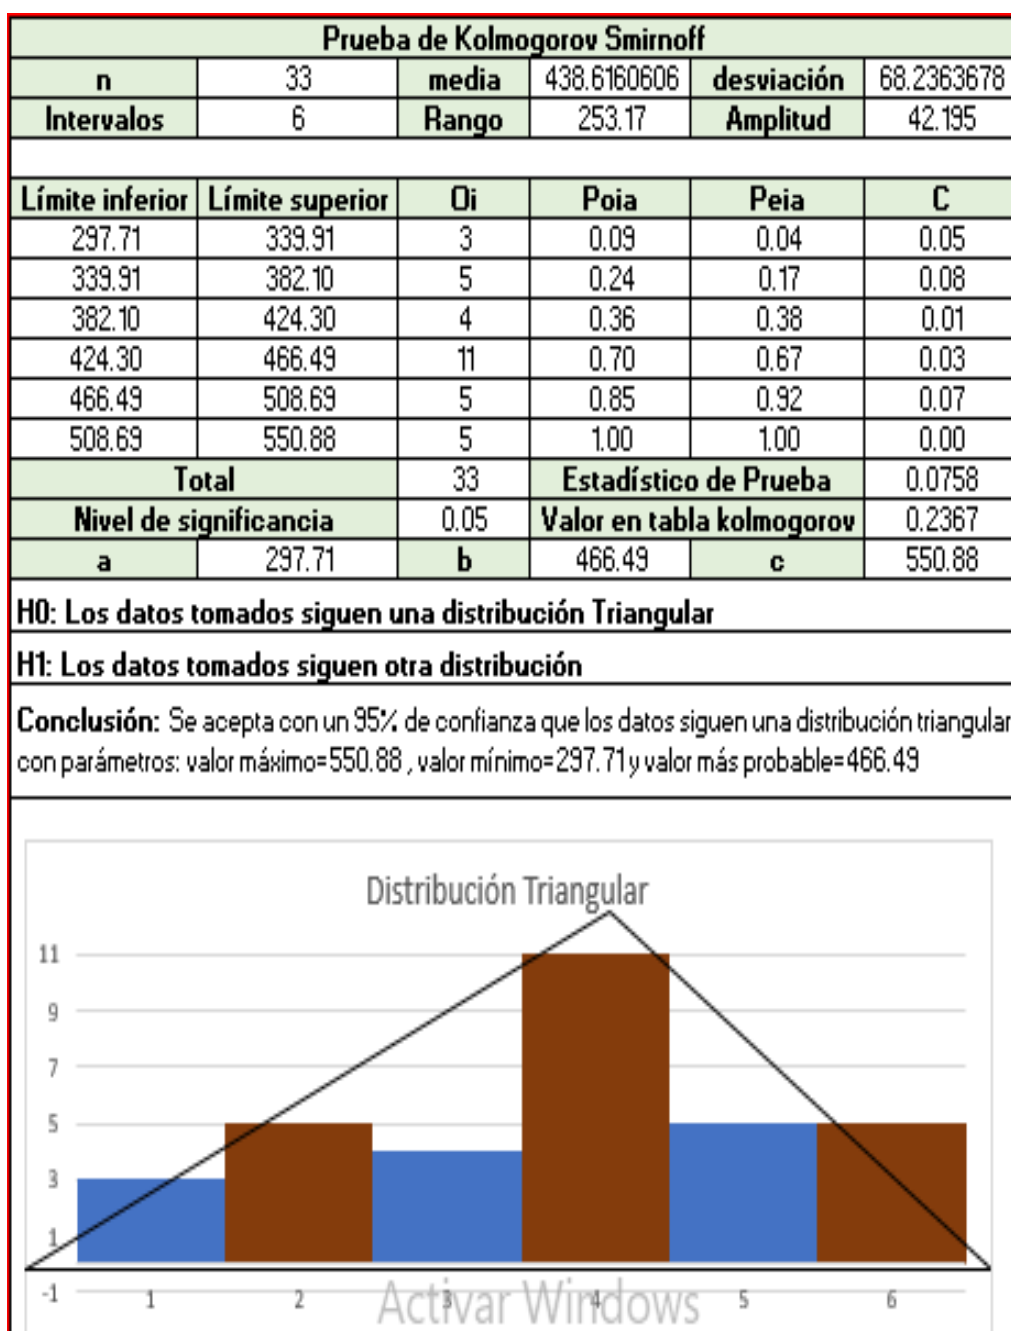 Prueba de Kolmogorov Smirnoff
n 33 media 438.6160606 desviación 68.2363678
Intervalos 6 Rango 253.17 Amplitud 42.195
Límite inferior Límite superior Oi Poia Peia C
297.71 339.91 3 0.09 0.04 0.05
339.91 382.10 5 0.24 0.17 0.08
382.10 424.30 4 0.36 0.38 0.01
424.30 466.49 11 0.70 0.67 0.03
466.49 508.69 5 0.85 0.92 0.07
508.69 550.88 5 1.00 1.00 0.00
Total 33 Estadístico de Prueba 0.0758
Nivel de significancia 0.05 Valor en tabla kolmogorov 0.2367
a 297.71 b 466.49 c 550.88
H0: Los datos tomados siguen una distribución Triangular
H1: Los datos tomados siguen otra distribución
Conclusión: Se acepta con un 95% de confianza que los datos siguen una distribución triangular
con parámetros: valor máximo=550.88 , valor mínimo=297.71 y valor más probable=466.49
Distribución Triangular
11
9
7
5
3
1
-1
1 2 3 4 5 6
Activar Windows